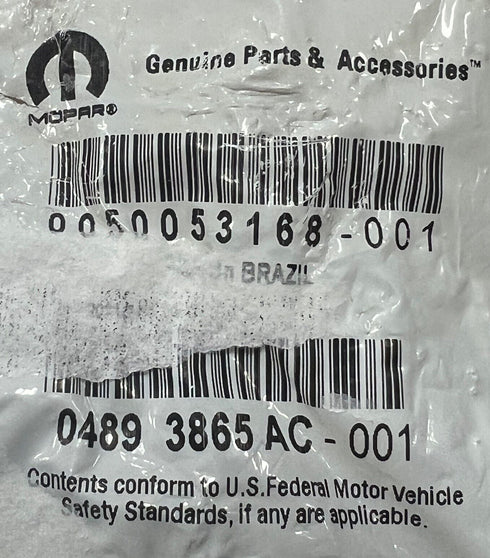 Genuine Parts & Accessories™
MOPAR®
0050053168-001
BRAZIL
0489 3865 AC - 001
Contents conform to U.S.Federal Motor Vehicle
Safety Standards, if any are applicable.